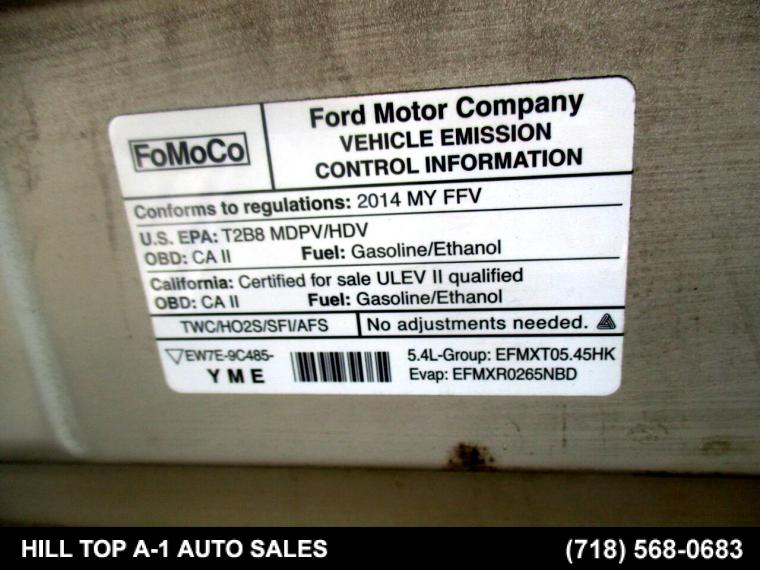 FoMoCo
Ford Motor Company
VEHICLE EMISSION
CONTROL INFORMATION
Conforms to regulations: 2014 MY FFV
U.S. EPA: T2B8 MDPV/HDV
OBD: CA II Fuel: Gasoline/Ethanol
California: Certified for sale ULEV II qualified
OBD: CA II Fuel: Gasoline/Ethanol
TWC/HO2S/SFI/AFS No adjustments needed.
EW7E-9C485- 5.4L-Group: EFMXT05.45HK
YME Evap: EFMXR0265NBD
HILL TOP A-1 AUTO SALES (718) 568-0683